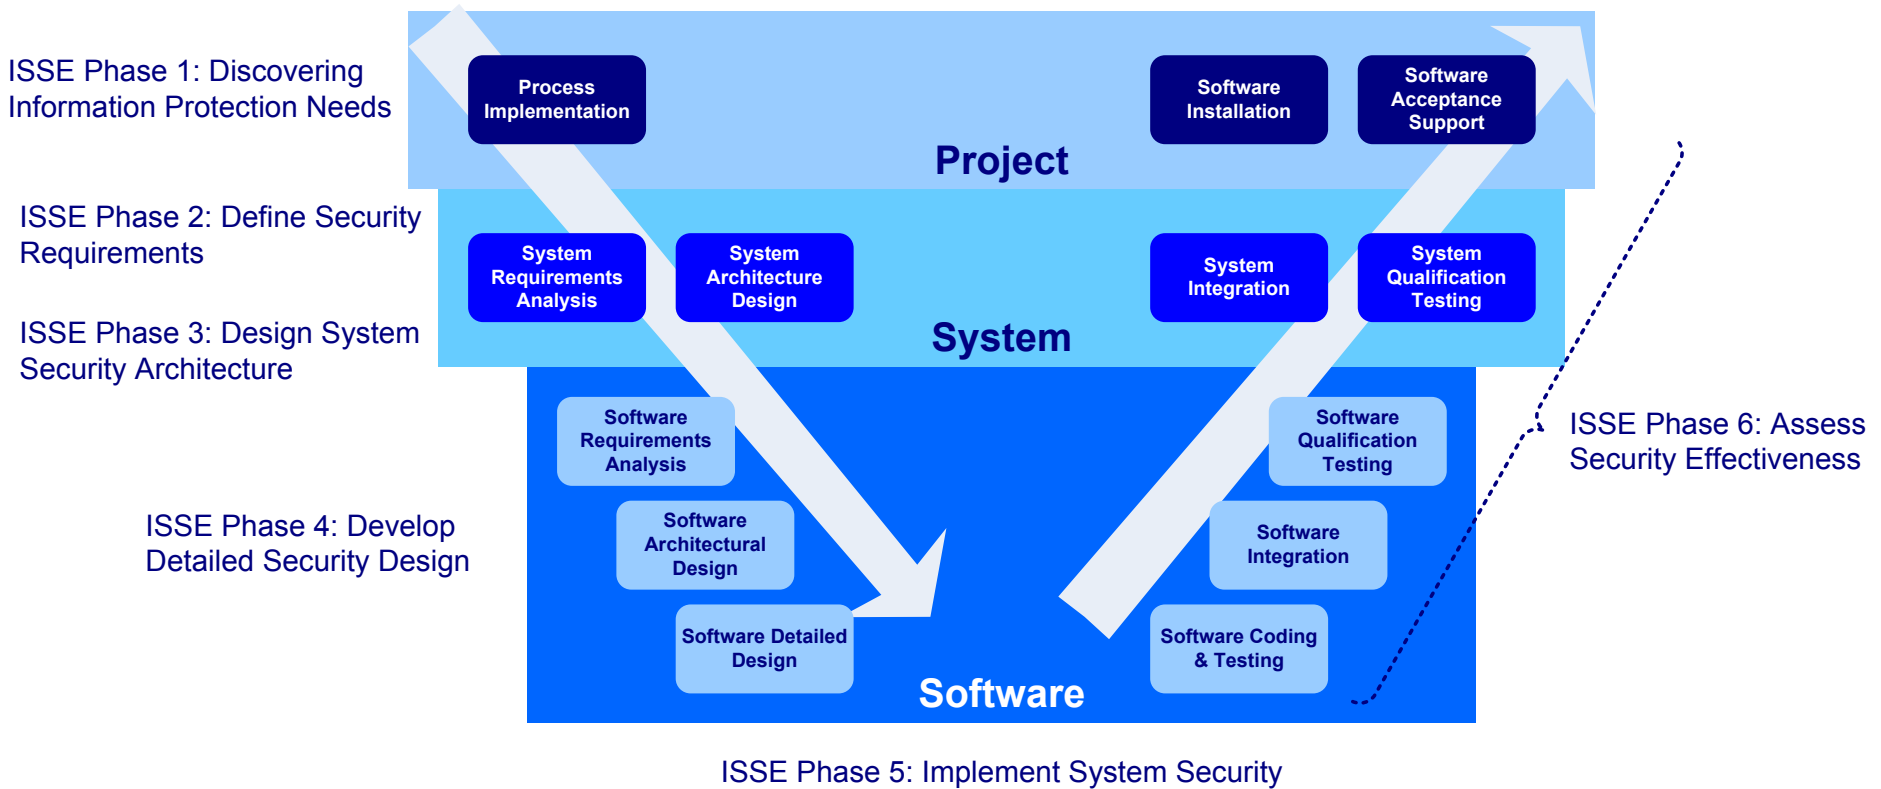 ISSE Phase 1: Discovering
Information Protection Needs
Process
Implementation
Software
Installation
Software
Acceptance
Support
Project
ISSE Phase 2: Define Security
Requirements
System
Requirements
Analysis
System
Architecture
Design
System
Integration
System
Qualification
Testing
System
ISSE Phase 3: Design System
Security Architecture
Software
Requirements
Analysis
Software
Qualification
Testing
ISSE Phase 6: Assess
Security Effectiveness
ISSE Phase 4: Develop
Detailed Security Design
Software
Architectural
Design
Software
Integration
Software Detailed
Design
Software Coding
& Testing
Software
ISSE Phase 5: Implement System Security